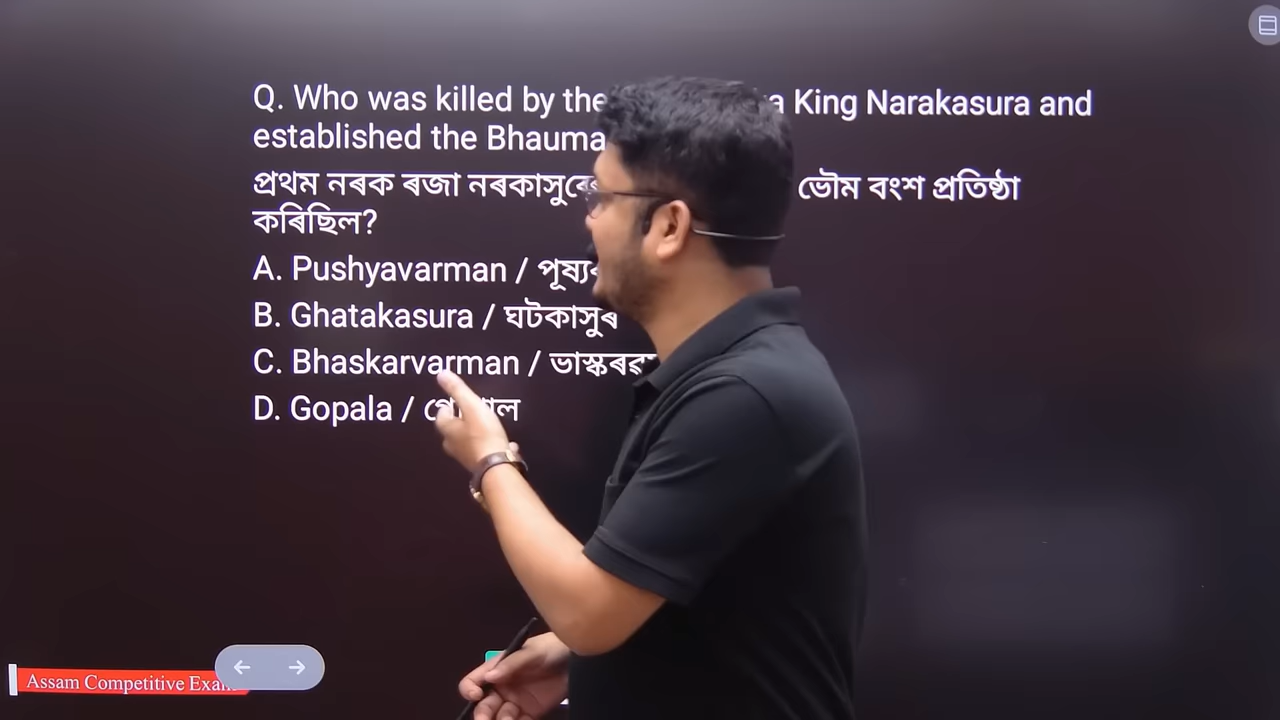 Q. Who was killed by the King Narakasura and
established the Bhauma
প্ৰথম নৰক ৰজা ভৌম বংশ প্ৰতিষ্ঠা
কৰিছিল?
A. Pushyavarman /
B. Ghatakasura / ঘটকাসুৰ
C. Bhaskarvarman /
D. Gopala /
Assam Competitive